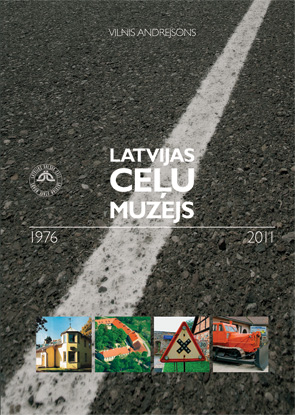 VILNIS ANDREJSONS
LATVIJAS
CEĻU
MUZEJS
1976
2011